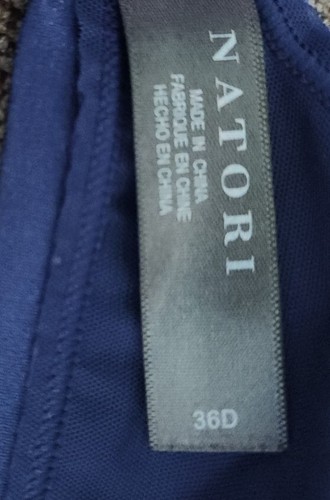 NATORI
MADE IN CHINA
FABRIQUE EN CHINE
HECHO EN CHINA
36D